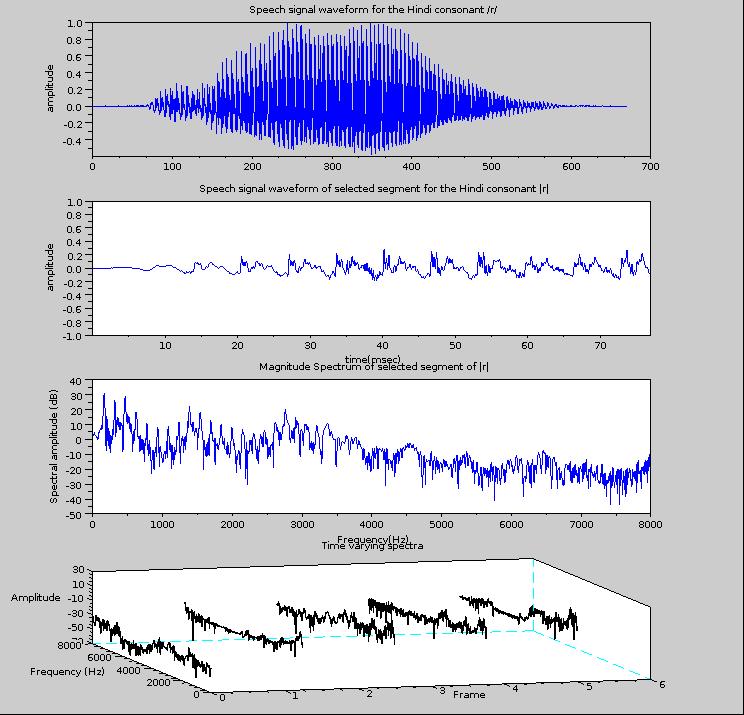 Speech signal waveform for the Hindi consonant /r/
amplitude
1.0
0.8
0.6
0.4
0.2
0.0
-0.2
-0.4
0 100 200 300 400 500 600 700
Speech signal waveform of selected segment for the Hindi consonant |r|
amplitude
1.0
0.8
0.6
0.4
0.2
0.0
-0.2
-0.4
-0.6
-0.8
-1.0
10 20 30 40 50 60 70
time(msec)
Magnitude Spectrum of selected segment of |r|
Spectral amplitude (dB)
40
30
20
10
0
-10
-20
-30
-40
-50
0 1000 2000 3000 4000 5000 6000 7000 8000
Frequency(Hz)
Time varying spectra
Amplitude
30
10
-10
-30
-50
8000
6000
4000
2000
0
Frequency (Hz)
0 1 2 3 4 5 6
Frame